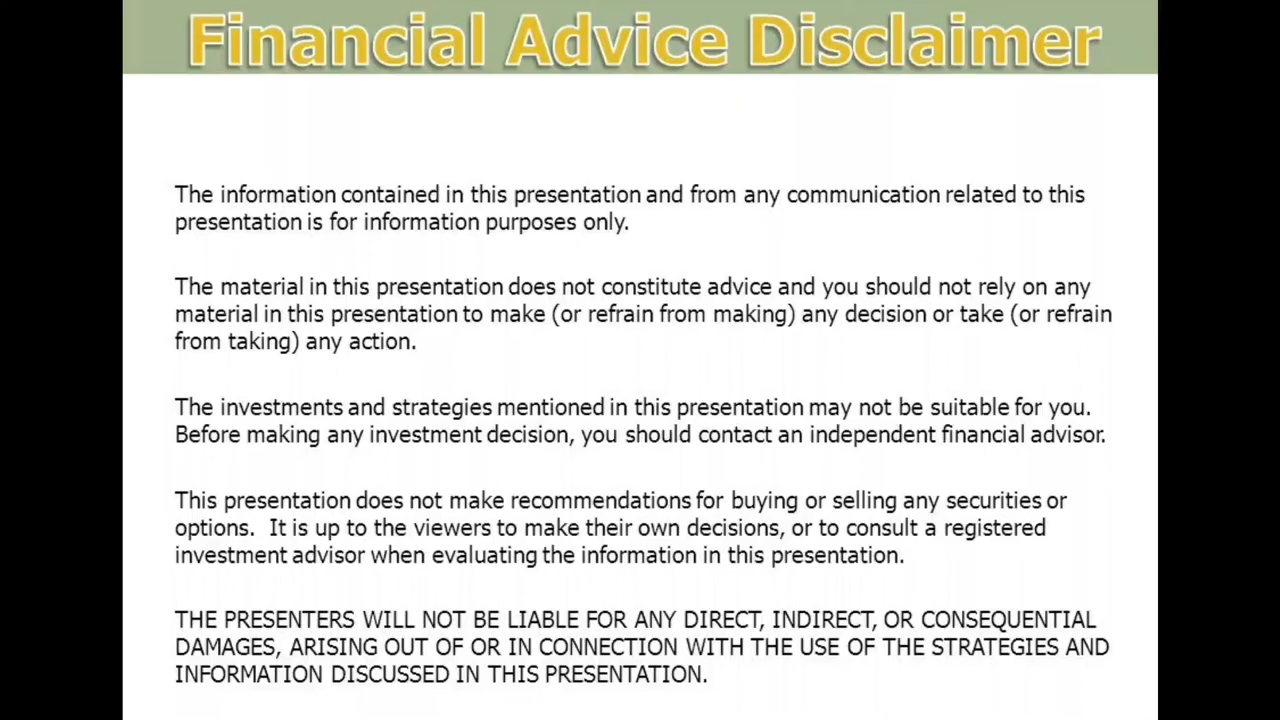 Financial Advice Disclaimer
The information contained in this presentation and from any communication related to this
presentation is for information purposes only.
The material in this presentation does not constitute advice and you should not rely on any
material in this presentation to make (or refrain from making) any decision or take (or refrain
from taking) any action.
The investments and strategies mentioned in this presentation may not be suitable for you.
Before making any investment decision, you should contact an independent financial advisor.
This presentation does not make recommendations for buying or selling any securities or
options.  It is up to the viewers to make their own decisions, or to consult a registered
investment advisor when evaluating the information in this presentation.
THE PRESENTERS WILL NOT BE LIABLE FOR ANY DIRECT, INDIRECT, OR CONSEQUENTIAL
DAMAGES, ARISING OUT OF OR IN CONNECTION WITH THE USE OF THE STRATEGIES AND
INFORMATION DISCUSSED IN THIS PRESENTATION.